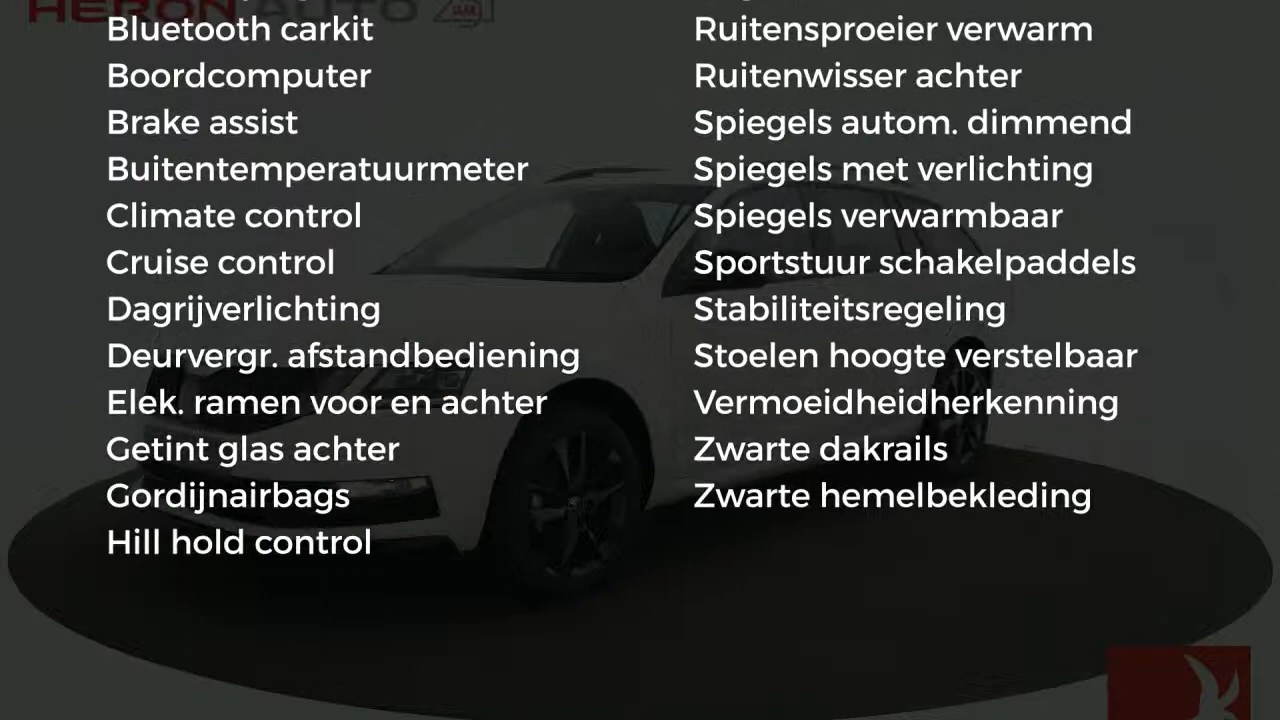 HERON AUTO
Bluetooth carkit
Boordcomputer
Brake assist
Buitentemperatuurmeter
Climate control
Cruise control
Dagrijverlichting
Deurvergr. afstandbediening
Elek. ramen voor en achter
Getint glas achter
Gordijnairbags
Hill hold control
Ruitensproeier verwarm
Ruitenwisser achter
Spiegels autom. dimmend
Spiegels met verlichting
Spiegels verwarmbaar
Sportstuur schakelpaddels
Stabiliteitsregeling
Stoelen hoogte verstelbaar
Vermoeidheidherkenning
Zwarte dakrails
Zwarte hemelbekleding